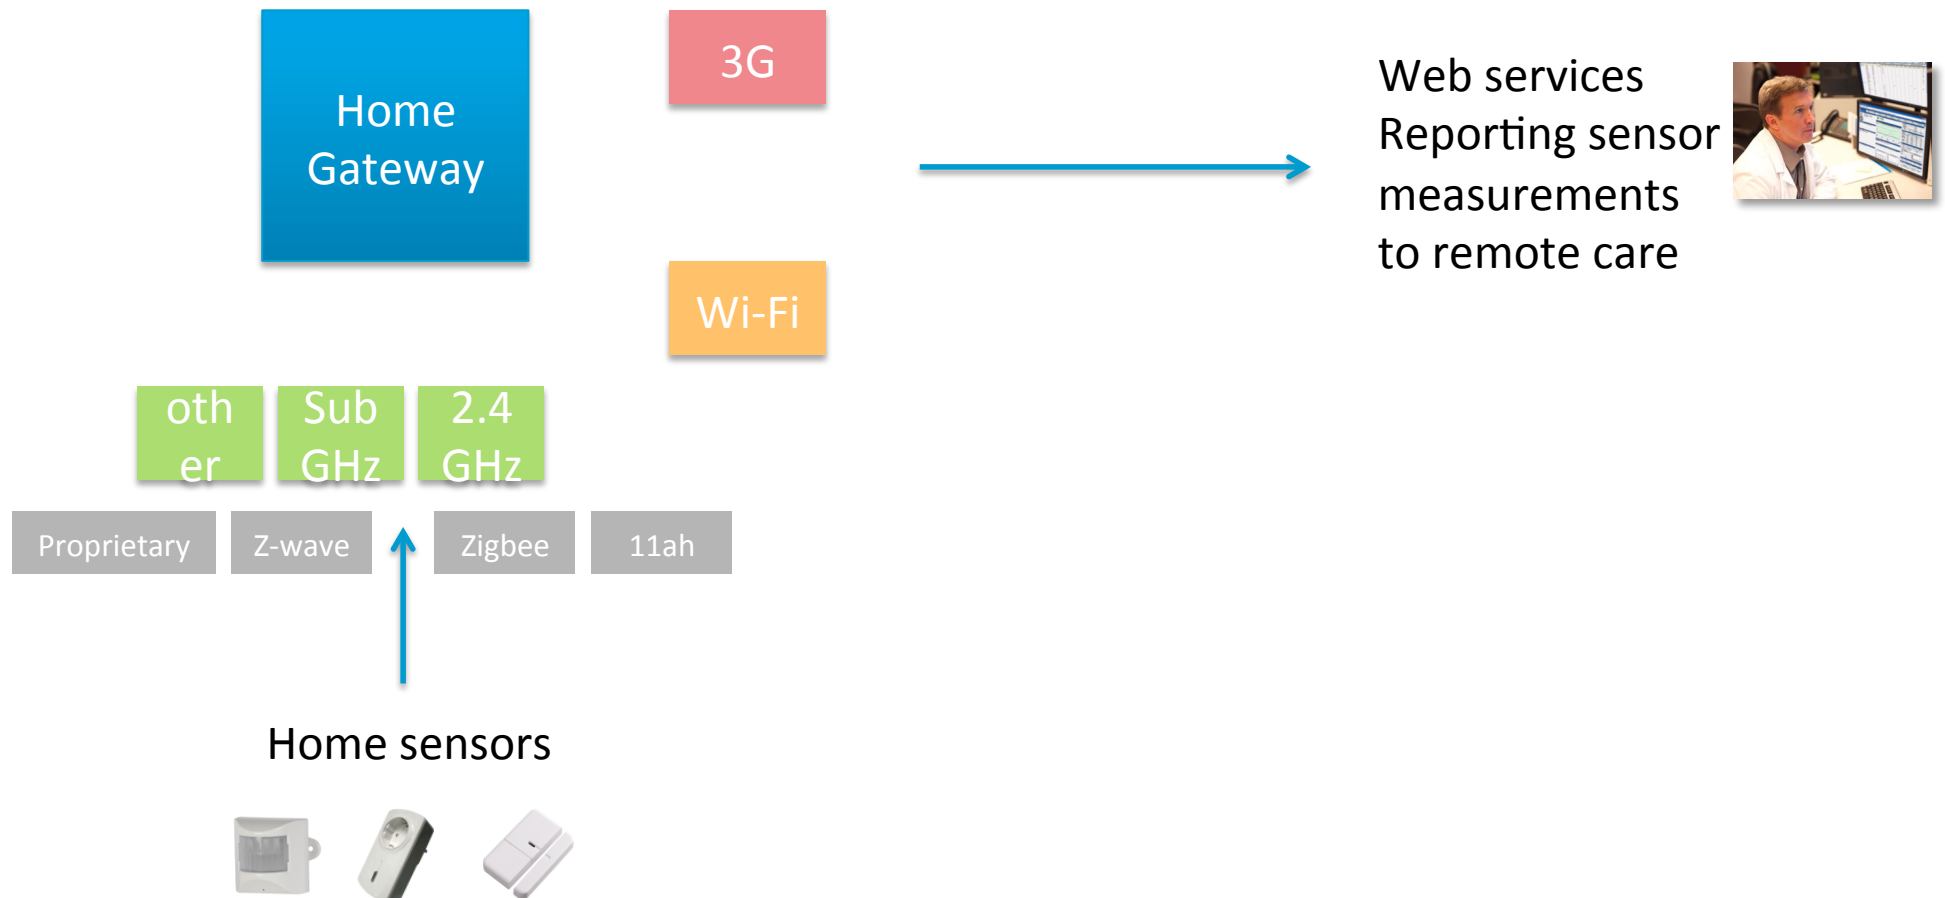 Home
Gateway
3G
Web services
Reporting sensor
measurements
to remote care
Wi-Fi
oth
er
Sub
GHz
2.4
GHz
Proprietary
Z-wave
Zigbee
11ah
Home sensors